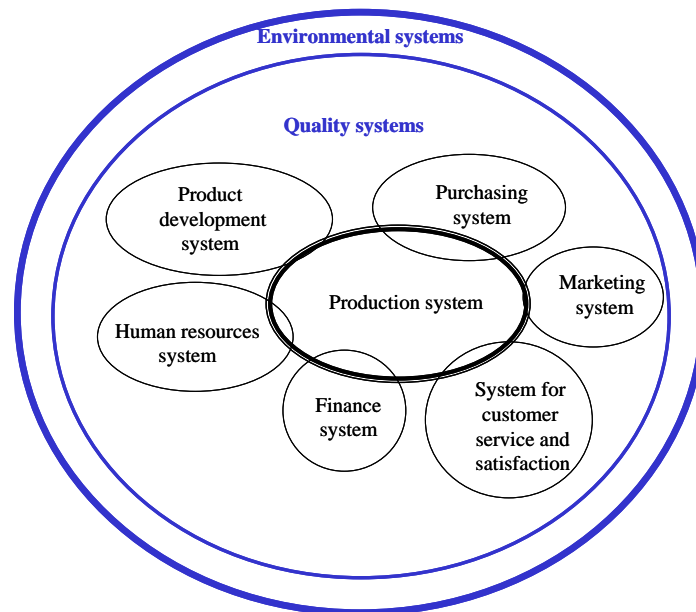 Environmental systems
Quality systems
Product
development
system
Purchasing
system
Production system
Marketing
system
Human resources
system
Finance
system
System for
customer
service and
satisfaction